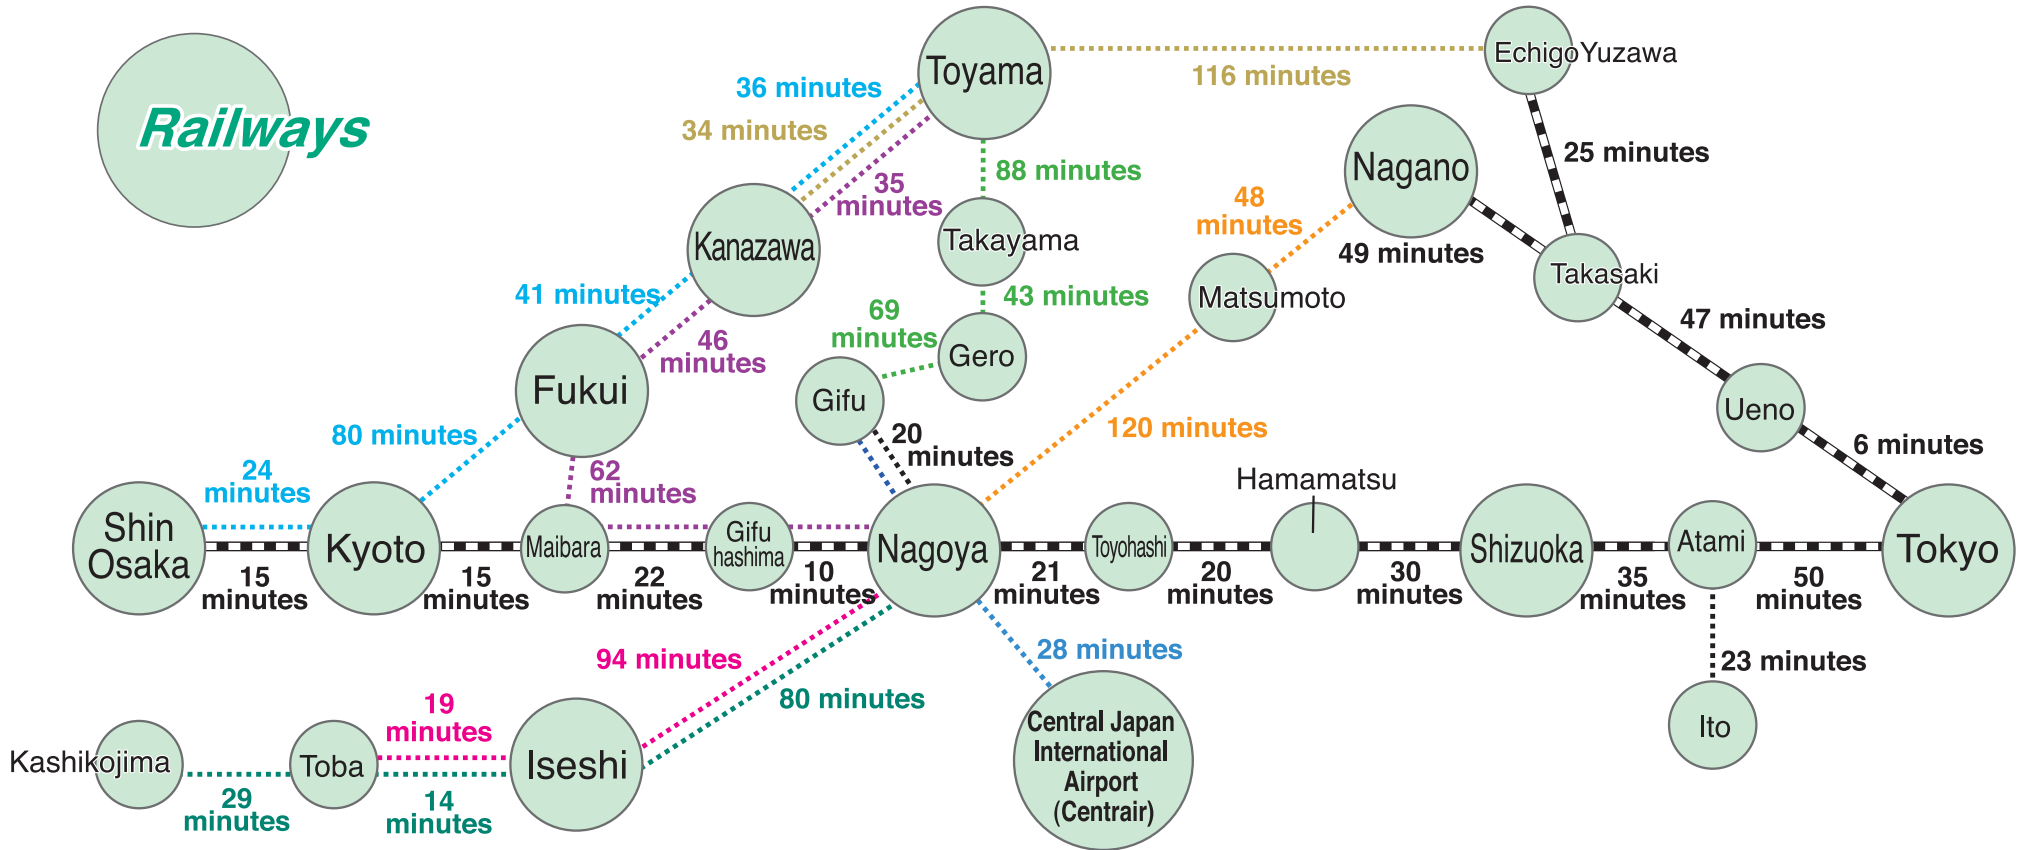 Railways
Toyama
EchigoYuzawa
116 minutes
36 minutes
34 minutes
35
minutes
88 minutes
Nagano
25 minutes
48
minutes
49 minutes
Kanazawa
Takayama
Takasaki
41 minutes
43 minutes
Matsumoto
47 minutes
46
minutes
69
minutes
Gero
Fukui
Gifu
Ueno
80 minutes
20
minutes
120 minutes
6 minutes
24
minutes
62
minutes
Hamamatsu
Shin
Osaka
Kyoto
Maibara
Gifu
hashima
Nagoya
Toyohashi
Shizuoka
Atami
Tokyo
15
minutes
15
minutes
22
minutes
10
minutes
21
minutes
20
minutes
30
minutes
35
minutes
50
minutes
94 minutes
28 minutes
23 minutes
80 minutes
19
minutes
Kashikojima
Toba
Iseshi
Central Japan
International
Airport
(Centrair)
Ito
29
minutes
14
minutes